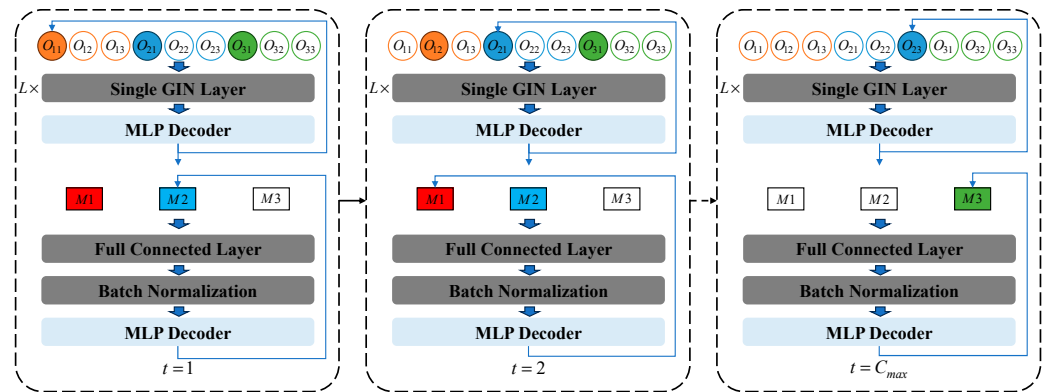 O11 O12 O13 O21 O22 O23 O31 O32 O33
L× Single GIN Layer
MLP Decoder
M1 M2 M3
Full Connected Layer
Batch Normalization
MLP Decoder
t = 1
O11 O12 O13 O21 O22 O23 O31 O32 O33
L× Single GIN Layer
MLP Decoder
M1 M2 M3
Full Connected Layer
Batch Normalization
MLP Decoder
t = 2
O11 O12 O13 O21 O22 O23 O31 O32 O33
L× Single GIN Layer
MLP Decoder
M1 M2 M3
Full Connected Layer
Batch Normalization
MLP Decoder
t = Cmax